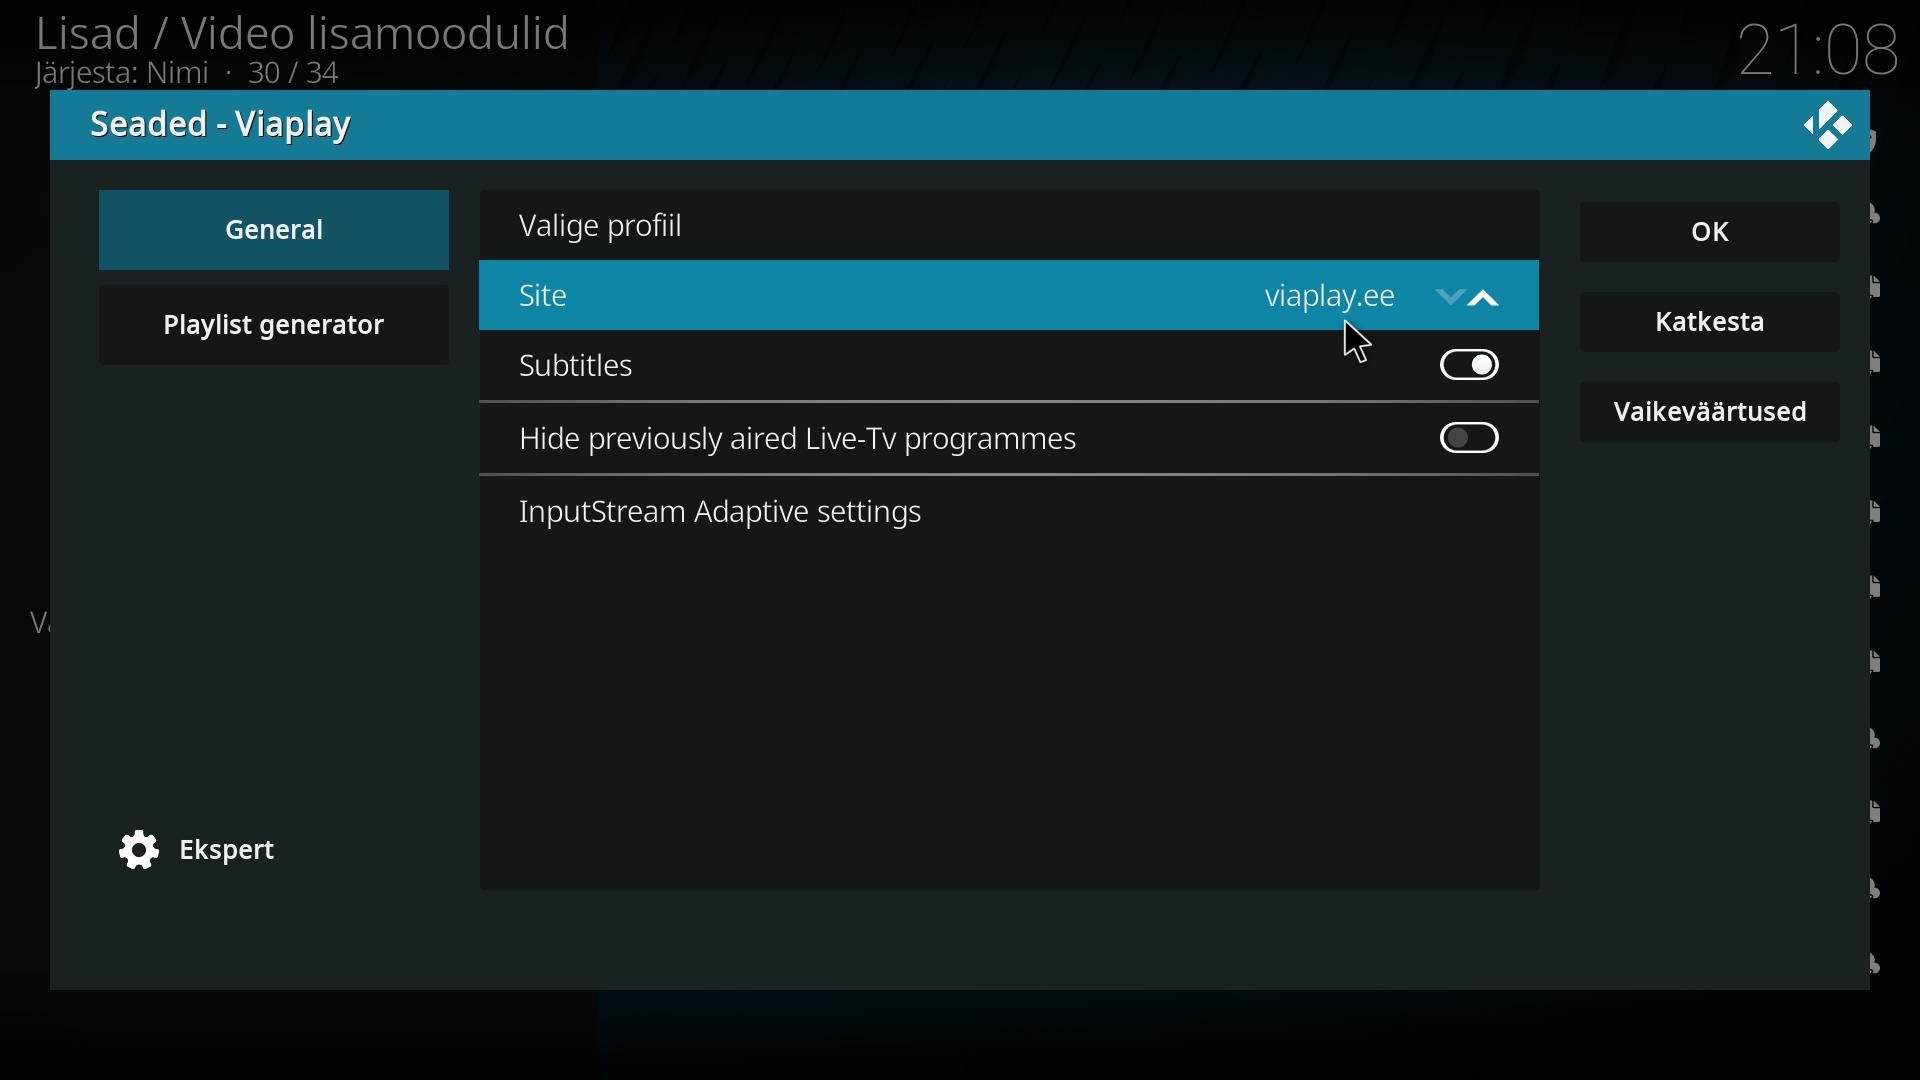 Lisad / Video lisamoodulid
Järjesta: Nimi · 30 / 34
21:08
Seaded - Viaplay
General
Playlist generator
Valige profiil
Site viaplay.ee
Subtitles
Hide previously aired Live-Tv programmes
InputStream Adaptive settings
OK
Katkesta
Vaikeväärtused
Ekspert